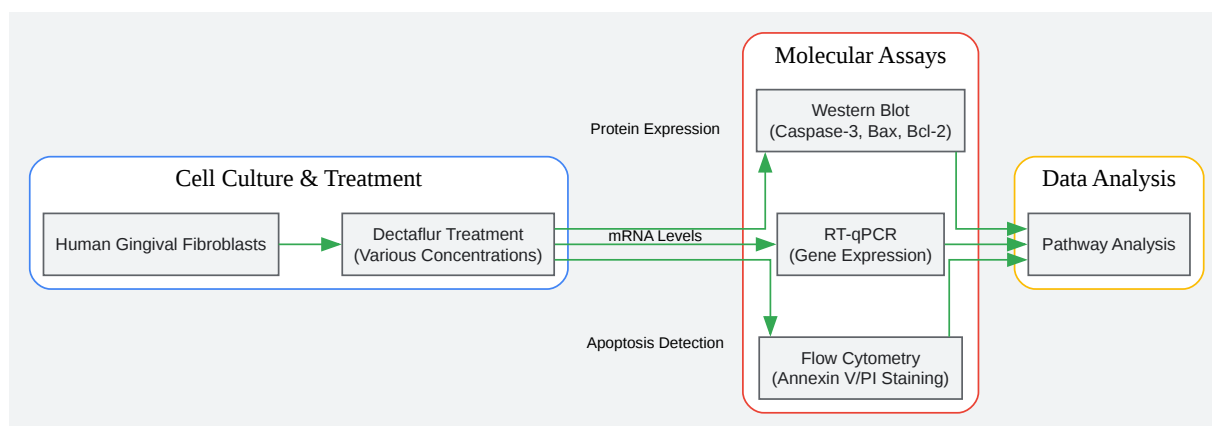 Cell Culture & Treatment
Human Gingival Fibroblasts
Dectaflur Treatment
(Various Concentrations)
Protein Expression
mRNA Levels
Apoptosis Detection
Molecular Assays
Western Blot
(Caspase-3, Bax, Bcl-2)
RT-qPCR
(Gene Expression)
Flow Cytometry
(Annexin V/PI Staining)
Data Analysis
Pathway Analysis